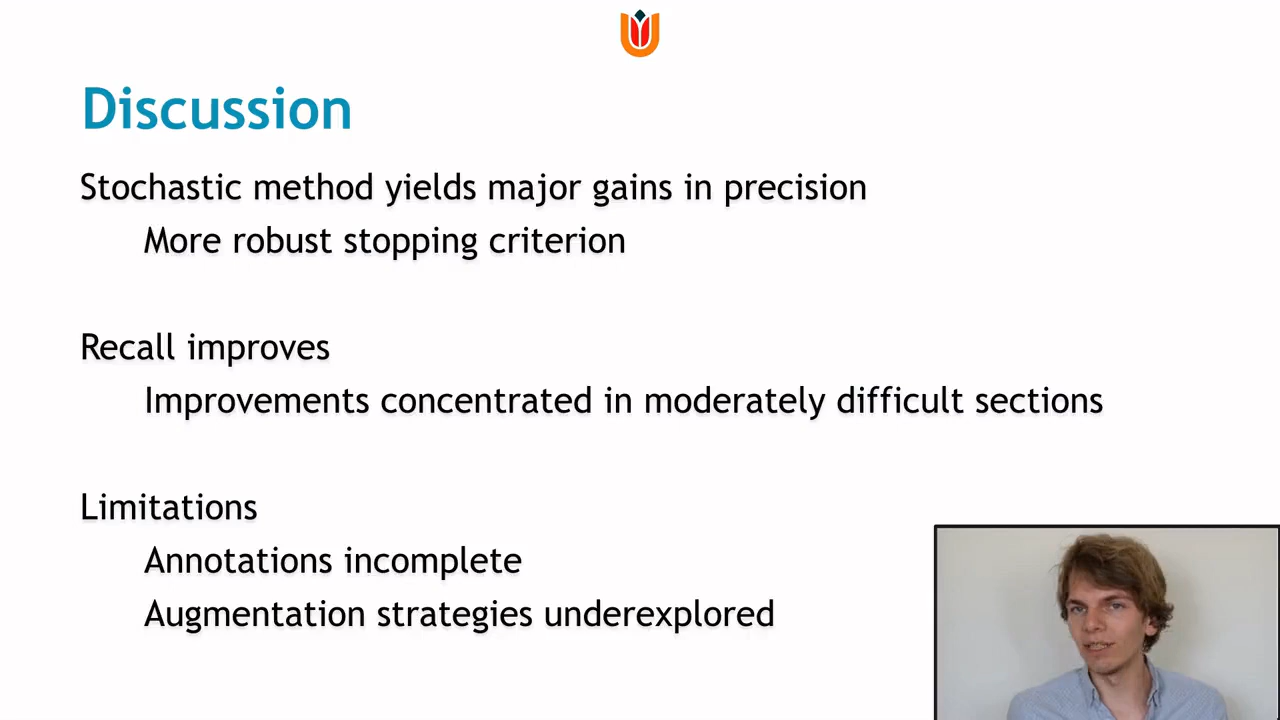 Discussion
Stochastic method yields major gains in precision
More robust stopping criterion
Recall improves
Improvements concentrated in moderately difficult sections
Limitations
Annotations incomplete
Augmentation strategies underexplored